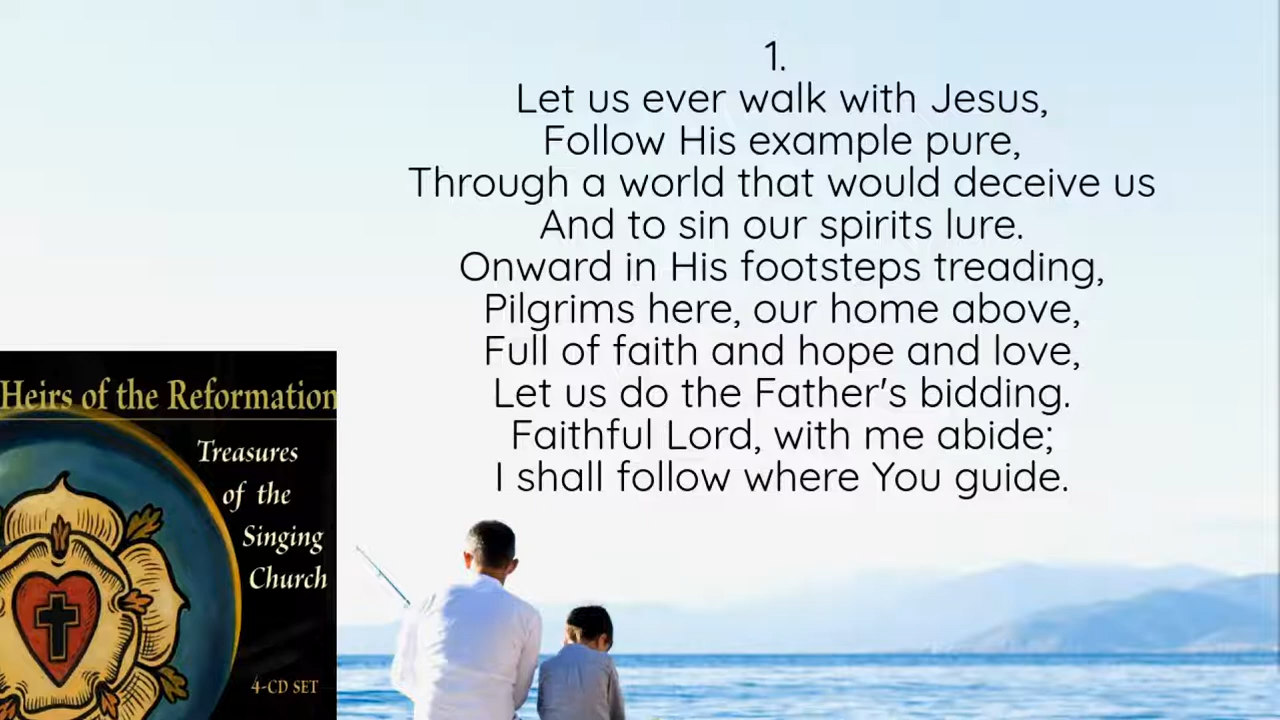 1.
Let us ever walk with Jesus,
Follow His example pure,
Through a world that would deceive us
And to sin our spirits lure.
Onward in His footsteps treading,
Pilgrims here, our home above,
Full of faith and hope and love,
Let us do the Father's bidding.
Faithful Lord, with me abide;
I shall follow where You guide.
Heirs of the Reformation
Treasures
of the
Singing
Church
4-CD SET